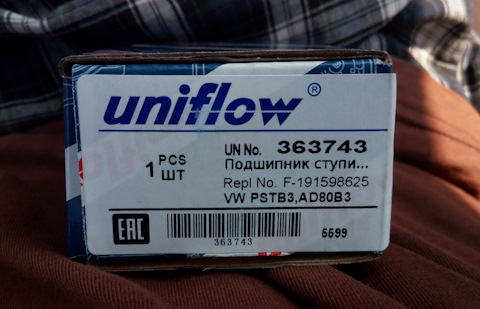 uniflow®
UN No. 363743
1 PCS
ШТ
Подшипник ступи...
Repl No. F-191598625
VW PSTB3,AD80B3
EAC
363743
6699